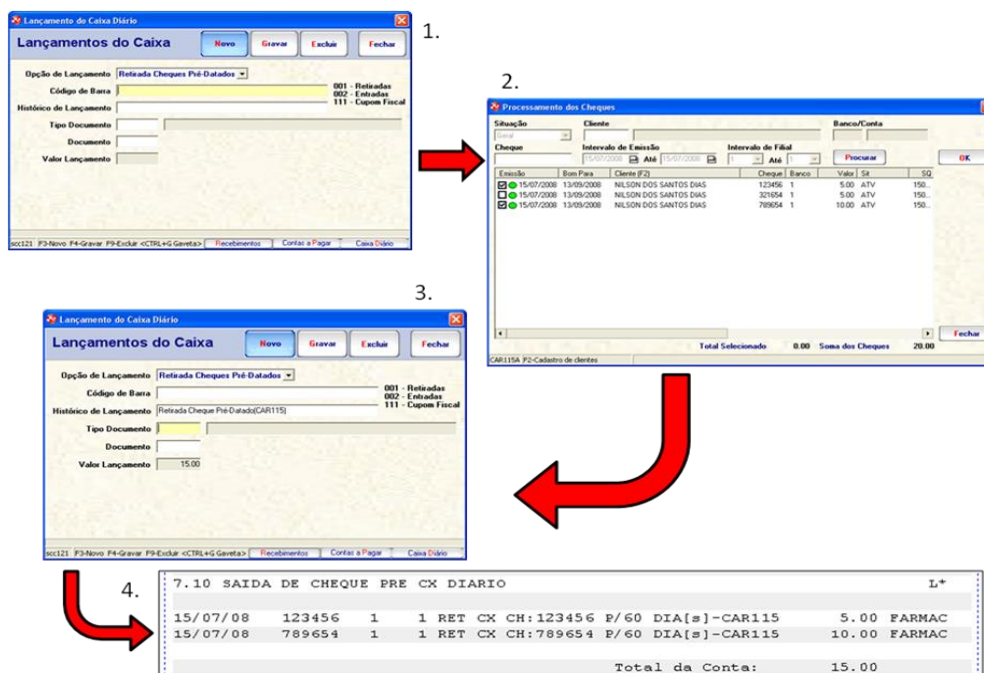 1.
Lançamento do Caixa Diário
Lançamentos do Caixa Novo Gravar Excluir Fechar
Opção de Lançamento Retirada Cheques Pré-Datados
Código de Barra 001 - Retiradas
002 - Entradas
Histórico de Lançamento 111 - Cupom Fiscal
Tipo Documento
Documento
Valor Lançamento
scc121 F3-Novo F4-Gravar F9-Excluir <CTRL+G Gaveta> Recebimentos Contas a Pagar Caixa Diário
2.
Processamento dos Cheques
Situação Cliente Banco/Conta
Geral
Cheque Intervalo de Emissão Intervalo de Filial
15/07/2008 Até 15/07/2008 1 Até 1 Procurar OK
Emissão Bom Para Cliente (F2) Cheque Banco Valor Sit SQ
15/07/2008 13/09/2008 NILSON DOS SANTOS DIAS 123456 1 5.00 ATV 150...
15/07/2008 13/09/2008 NILSON DOS SANTOS DIAS 321654 1 5.00 ATV 150...
15/07/2008 13/09/2008 NILSON DOS SANTOS DIAS 789654 1 10.00 ATV 150...
Fechar
Total Selecionado 0.00 Soma dos Cheques 20.00
CAR115A F2-Cadastro de clientes
3.
Lançamento do Caixa Diário
Lançamentos do Caixa Novo Gravar Excluir Fechar
Opção de Lançamento Retirada Cheques Pré-Datados
Código de Barra 001 - Retiradas
002 - Entradas
Histórico de Lançamento Retirada Cheque Pré-Datado(CAR115) 111 - Cupom Fiscal
Tipo Documento
Documento
Valor Lançamento 15.00
scc121 F3-Novo F4-Gravar F9-Excluir <CTRL+G Gaveta> Recebimentos Contas a Pagar Caixa Diário
4.
7.10 SAIDA DE CHEQUE PRE CX DIARIO L*
15/07/08 123456 1 1 RET CX CH:123456 P/60 DIA[s]-CAR115 5.00 FARMAC
15/07/08 789654 1 1 RET CX CH:789654 P/60 DIA[s]-CAR115 10.00 FARMAC
Total da Conta: 15.00